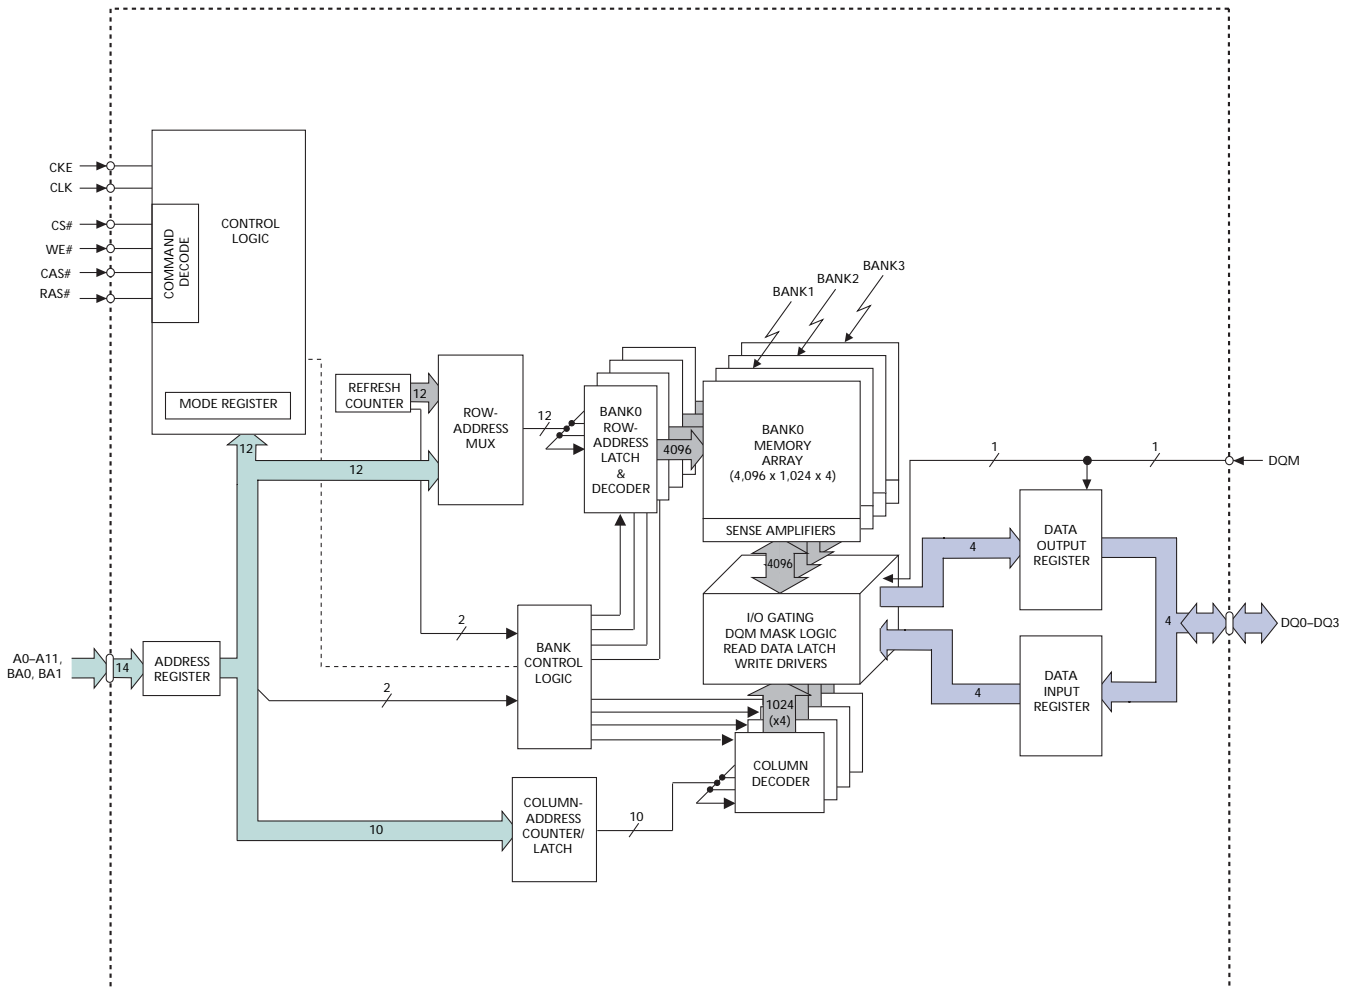 CKE
CLK
CS#
WE#
CAS#
RAS#
COMMAND
DECODE
CONTROL
LOGIC
MODE REGISTER
12
12
REFRESH
COUNTER
12
ROW-
ADDRESS
MUX
12
BANK0
ROW-
ADDRESS
LATCH
&
DECODER
4096
BANK1
BANK2
BANK3
BANK0
MEMORY
ARRAY
(4,096 x 1,024 x 4)
SENSE AMPLIFIERS
4096
I/O GATING
DQM MASK LOGIC
READ DATA LATCH
WRITE DRIVERS
1
1
DQM
DATA
OUTPUT
REGISTER
4
4
DQ0–DQ3
DATA
INPUT
REGISTER
4
A0–A11,
BA0, BA1
14
ADDRESS
REGISTER
2
2
BANK
CONTROL
LOGIC
1024
(x4)
COLUMN
DECODER
10
COLUMN-
ADDRESS
COUNTER/
LATCH
10